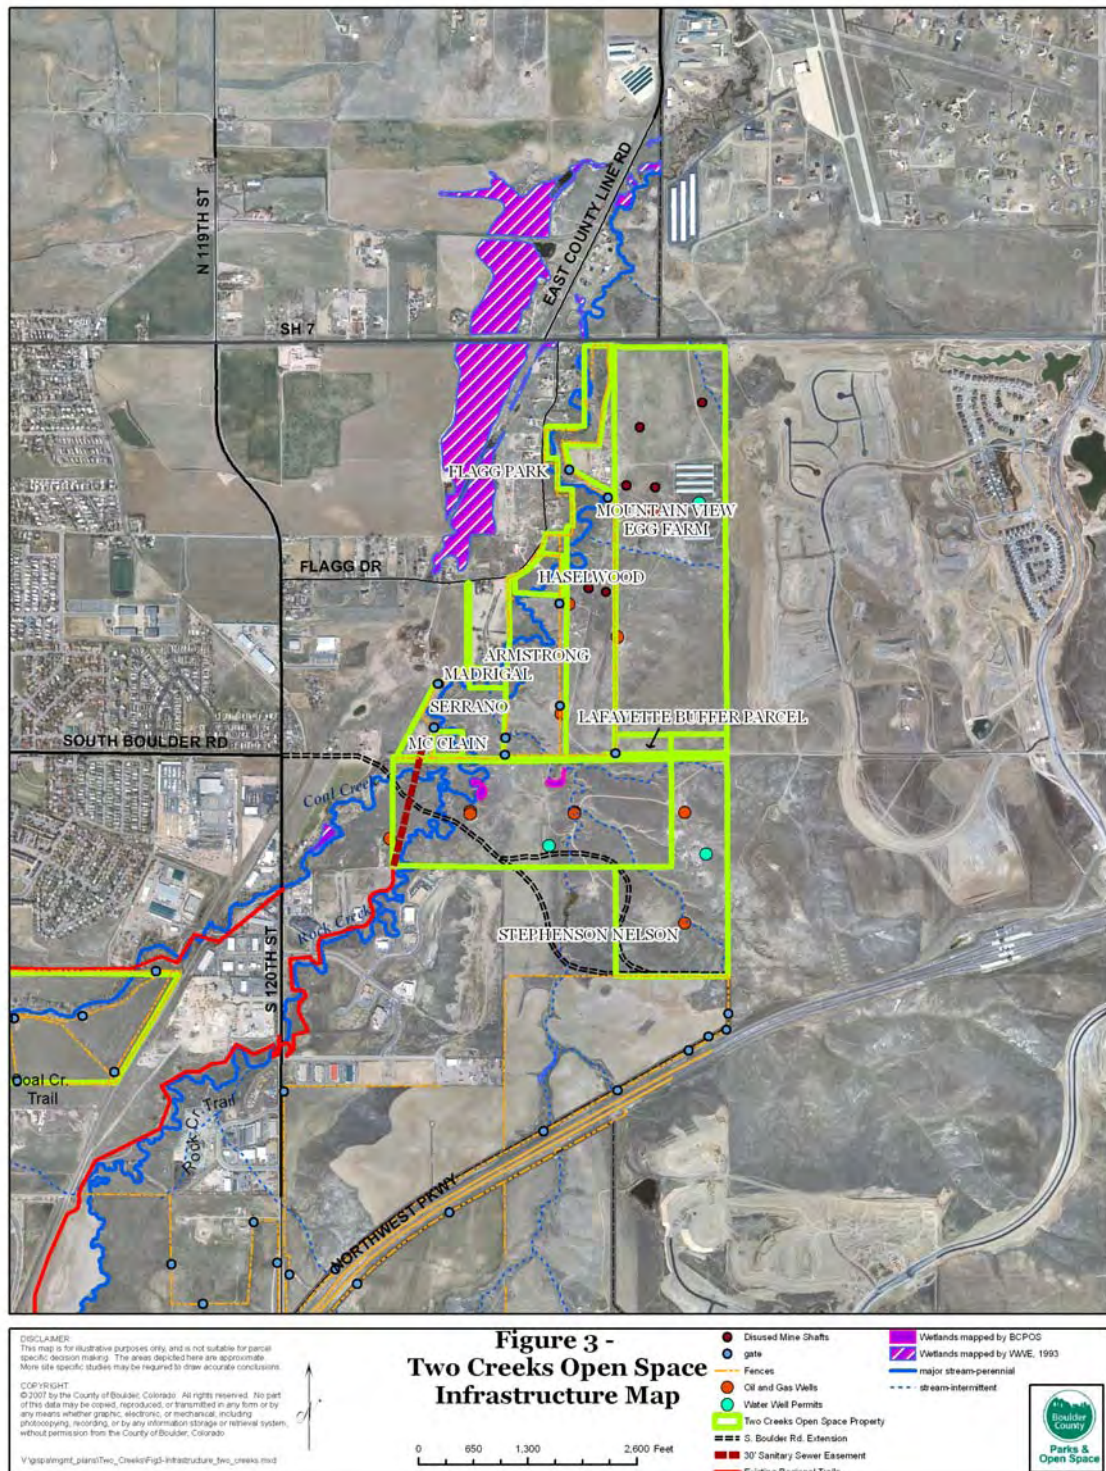 N 119TH ST
EAST COUNTY LINE RD
SH 7
FLAGG PARK
MOUNTAIN VIEW
EGG FARM
FLAGG DR
HASELWOOD
ARMSTRONG
MADRIGAL
SERRANO
LAFAYETTE BUFFER PARCEL
SOUTH BOULDER RD
MC CLAIN
Coal Creek
Rock Creek
S 120TH ST
STEPHENSON NELSON
Coal Cr.
Trail
Rock Cr. Trail
NORTHWEST PKWY
DISCLAIMER
This map is for illustrative purposes only, and is not suitable for parcel
specific decision making. The areas depicted here are approximate.
More site specific studies may be required to draw accurate conclusions.
COPYRIGHT
© 2007 by the County of Boulder, Colorado. All rights reserved. No part
of this data may be copied, reproduced, or transmitted in any form or by
any means whether graphic, electronic, or mechanical, including
photocopying, recording, or by any information storage or retrieval system,
without permission from the County of Boulder, Colorado.
Figure 3 -
Two Creeks Open Space
Infrastructure Map
0 650 1,300 2,600 Feet
Disused Mine Shafts
gate
Fences
Oil and Gas Wells
Water Well Permits
Two Creeks Open Space Property
S. Boulder Rd. Extension
30' Sanitary Sewer Easement
Existing Regional Trails
Wetlands mapped by BCPOS
Wetlands mapped by WWE, 1993
major stream-perennial
stream-intermittent
Boulder
County
Parks &
Open Space